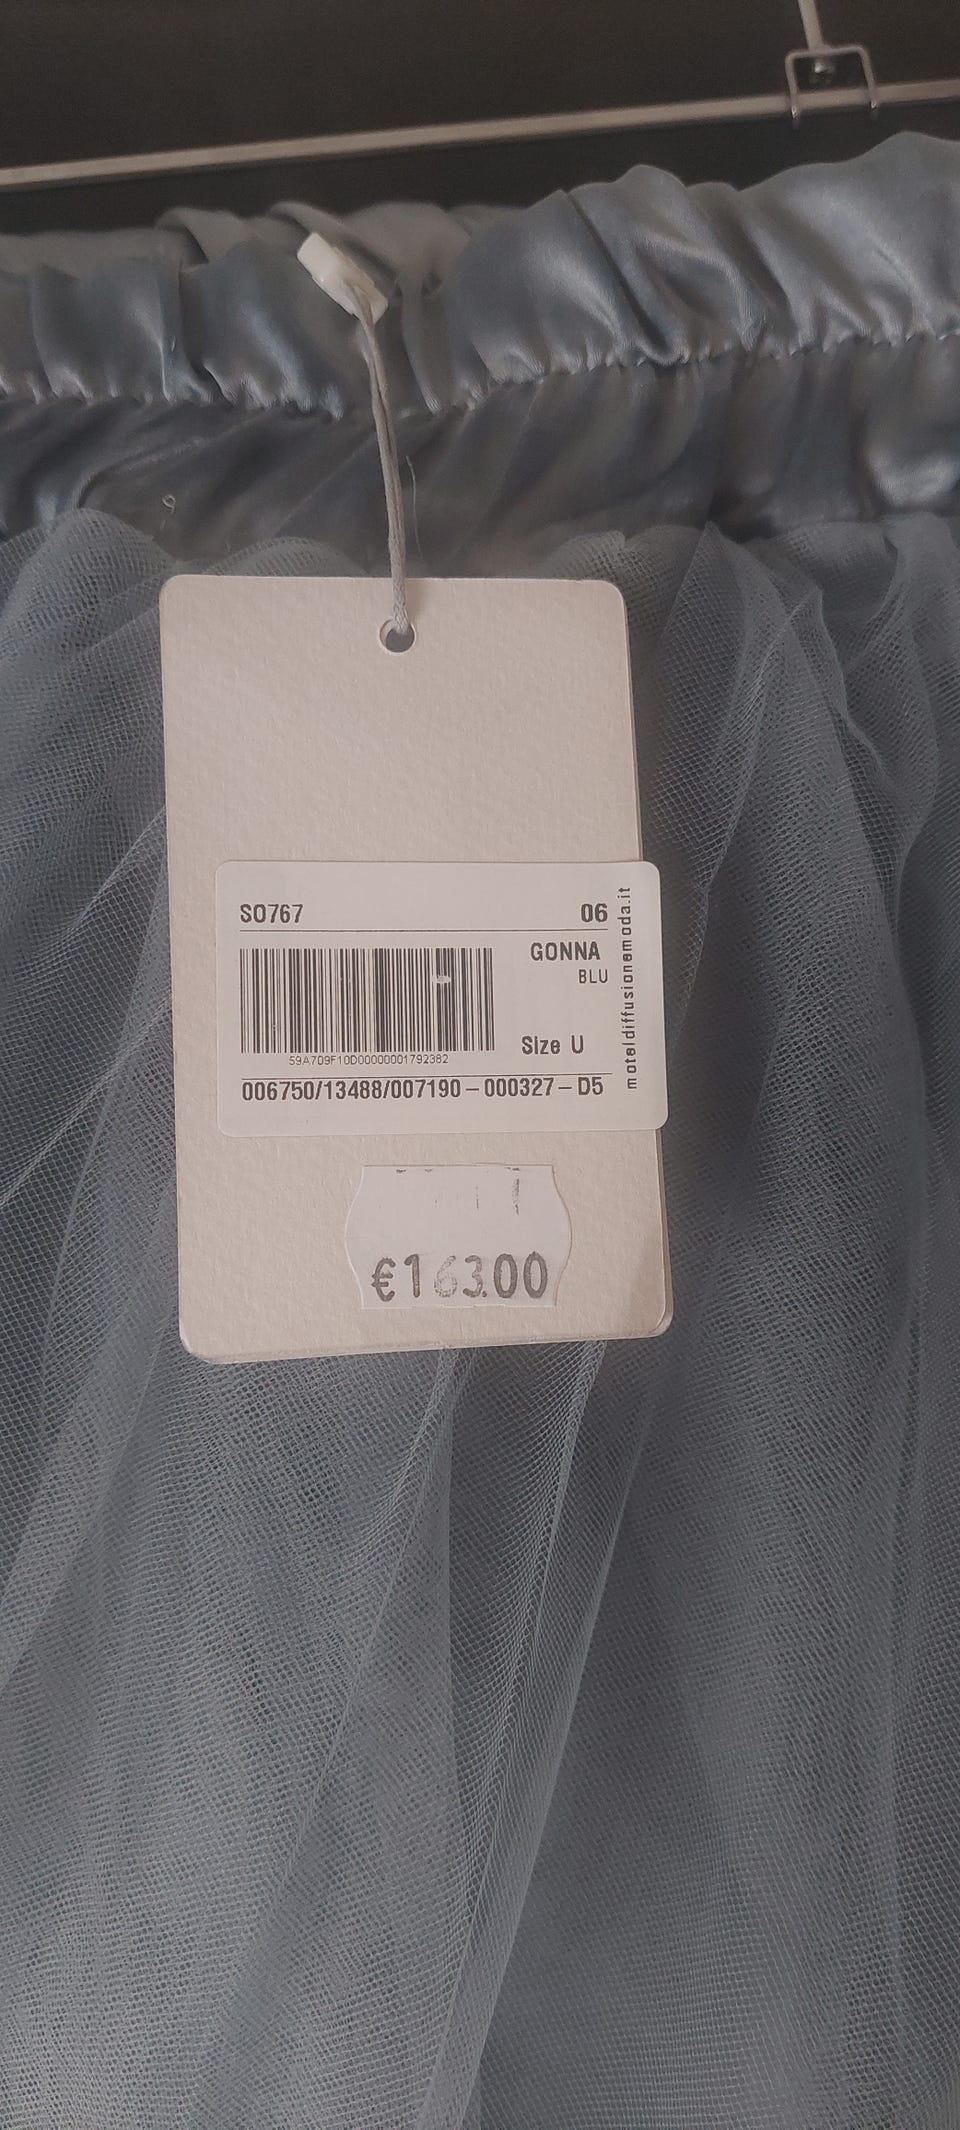 SO767 06
GONNA
BLU
Size U
59A709F10D00000001792382
006750/13488/007190-000327-D5
mateldiffusionemoda.it
€163.00